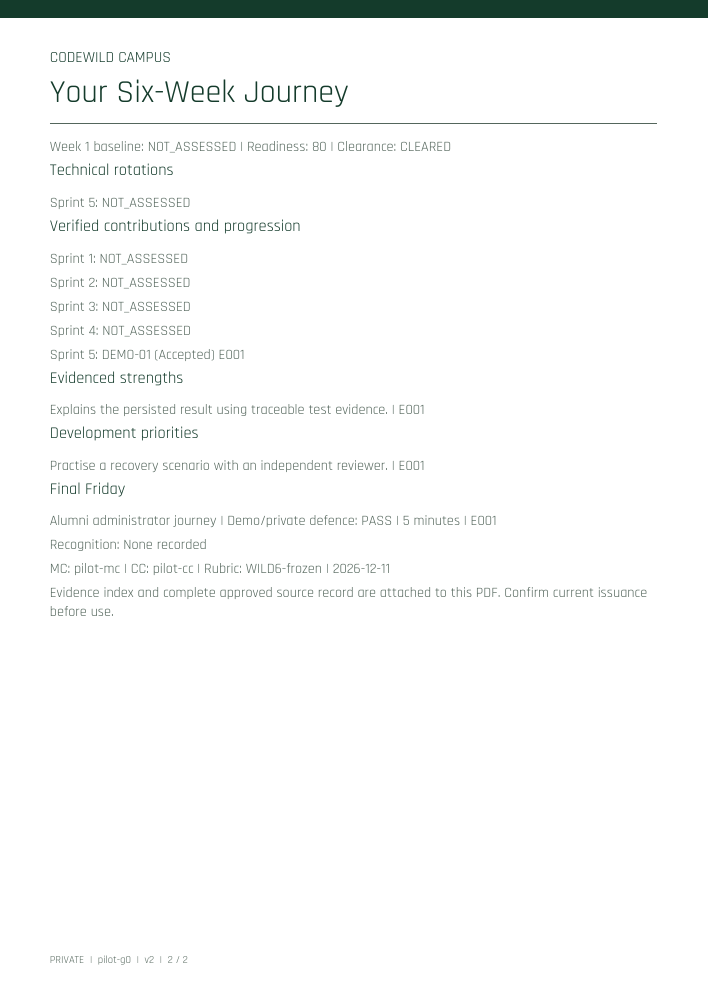 CODEWILD CAMPUS
Your Six-Week Journey
Week 1 baseline: NOT_ASSESSED | Readiness: 80 | Clearance: CLEARED
Technical rotations
Sprint 5: NOT_ASSESSED
Verified contributions and progression
Sprint 1: NOT_ASSESSED
Sprint 2: NOT_ASSESSED
Sprint 3: NOT_ASSESSED
Sprint 4: NOT_ASSESSED
Sprint 5: DEMO-01 (Accepted) E001
Evidenced strengths
Explains the persisted result using traceable test evidence. | E001
Development priorities
Practise a recovery scenario with an independent reviewer. | E001
Final Friday
Alumni administrator journey | Demo/private defence: PASS | 5 minutes | E001
Recognition: None recorded
MC: pilot-mc | CC: pilot-cc | Rubric: WILD6-frozen | 2026-12-11
Evidence index and complete approved source record are attached to this PDF. Confirm current issuance
before use.
PRIVATE | pilot-g0 | v2 | 2 / 2